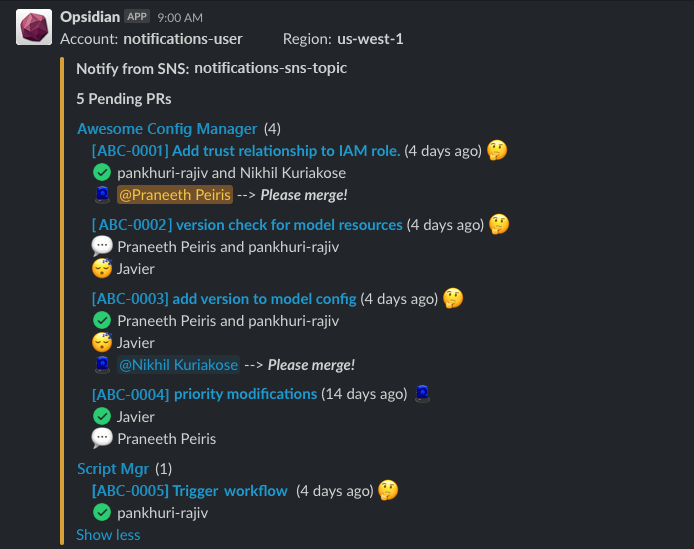 Opsidian APP 9:00 AM
Account: notifications-user Region: us-west-1
Notify from SNS: notifications-sns-topic
5 Pending PRs
Awesome Config Manager (4)
[ABC-0001] Add trust relationship to IAM role. (4 days ago)
pankhuri-rajiv and Nikhil Kuriakose
@Praneeth Peiris --> Please merge!
[ABC-0002] version check for model resources (4 days ago)
Praneeth Peiris and pankhuri-rajiv
Javier
[ABC-0003] add version to model config (4 days ago)
Praneeth Peiris and pankhuri-rajiv
Javier
@Nikhil Kuriakose --> Please merge!
[ABC-0004] priority modifications (14 days ago)
Javier
Praneeth Peiris
Script Mgr (1)
[ABC-0005] Trigger workflow (4 days ago)
pankhuri-rajiv
Show less